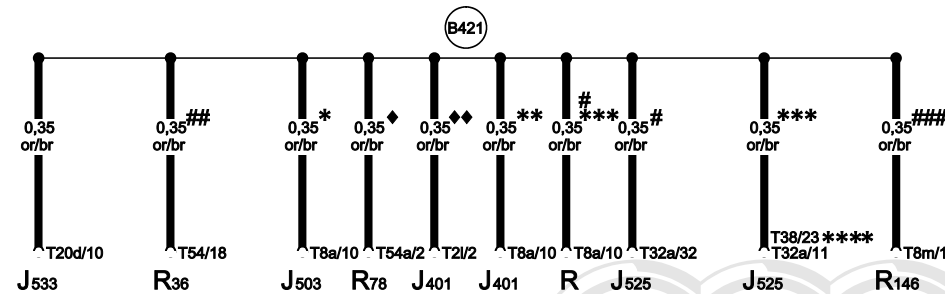 B421
0,35 or/br
0,35 ## or/br
0,35 * or/br
0,35 ♦ or/br
0,35 ♦♦ or/br
0,35 ** or/br
0,35 # *** or/br
0,35 # or/br
0,35 *** or/br
0,35 ### or/br
T20d/10
T54/18
T8a/10
T54a/2
T2l/2
T8a/10
T8a/10
T32a/32
T38/23 ****
T32a/11
T8m/1
J533
R36
J503
R78
J401
J401
R
J525
J525
R146